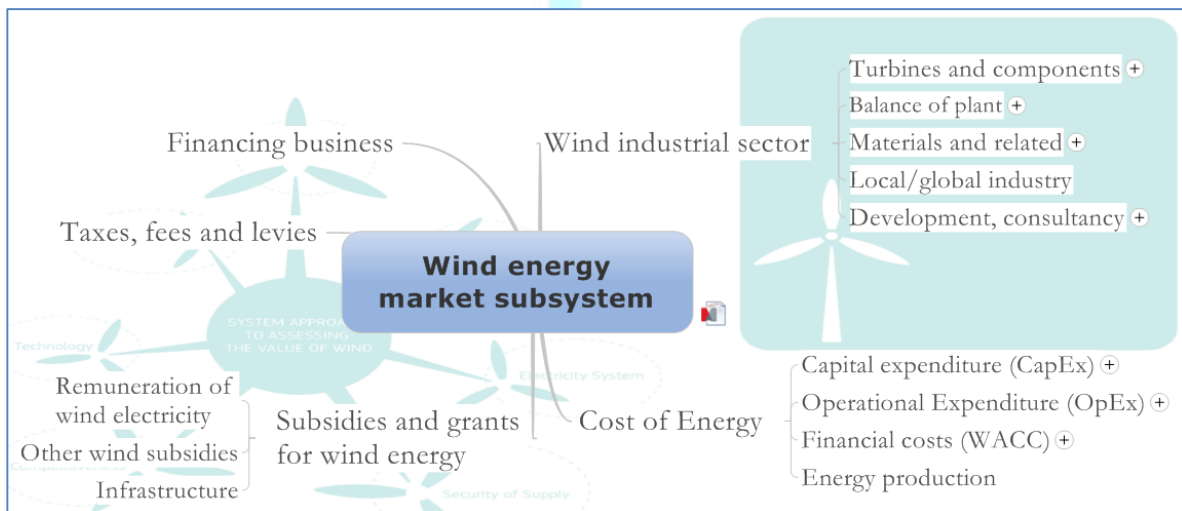 Financing business
Taxes, fees and levies
Wind energy
market subsystem
Wind industrial sector
Turbines and components
Balance of plant
Materials and related
Local/global industry
Development, consultancy
Cost of Energy
Capital expenditure (CapEx)
Operational Expenditure (OpEx)
Financial costs (WACC)
Energy production
Subsidies and grants
for wind energy
Remuneration of
wind electricity
Other wind subsidies
Infrastructure
SYSTEM
TO ASSESSING
THE VALUE OF WIND
Technology
Electricity System
Security of Supply